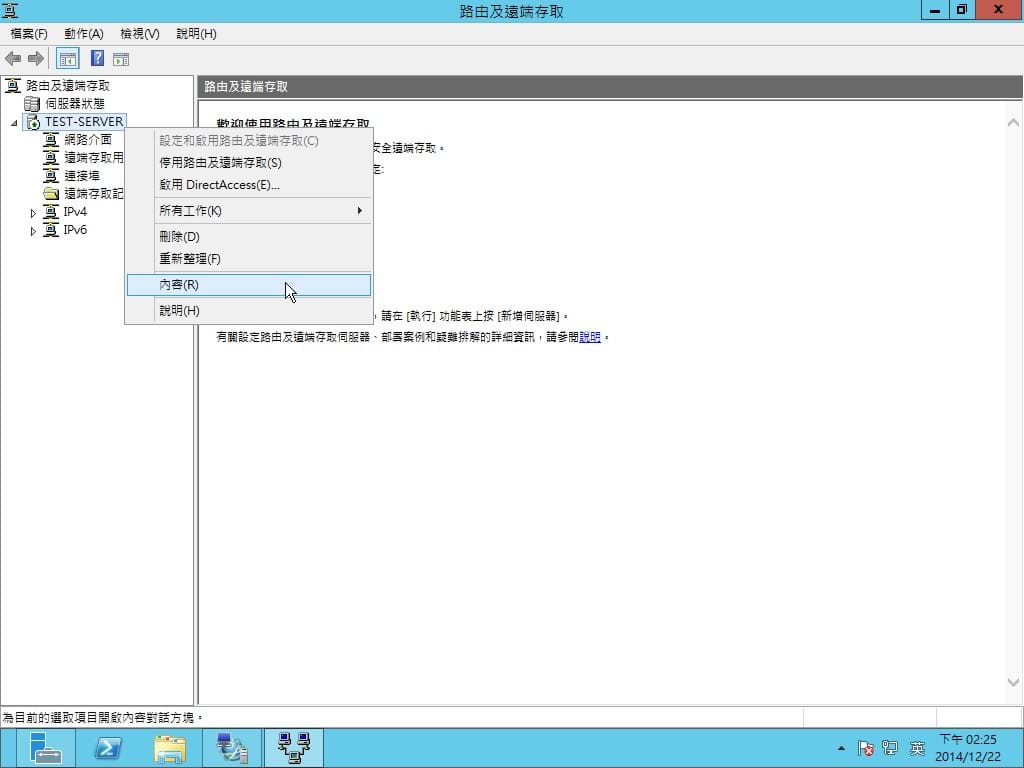 路由及遠端存取
檔案(F) 動作(A) 檢視(V) 說明(H)
路由及遠端存取
伺服器狀態
TEST-SERVER
網路介面
遠端存取用
連接埠
遠端存取記
IPv4
IPv6
設定和啟用路由及遠端存取(C)
停用路由及遠端存取(S)
啟用 DirectAccess(E)...
所有工作(K)
刪除(D)
重新整理(F)
內容(R)
說明(H)
路由及遠端存取
歡迎使用路由及遠端存取
安全遠端存取。
定:
，請在 [執行] 功能表上按 [新增伺服器]。
有關設定路由及遠端存取伺服器、部署案例和疑難排解的詳細資訊，請參閱說明。
為目前的選取項目開啟內容對話方塊。
英
下午 02:25
2014/12/22